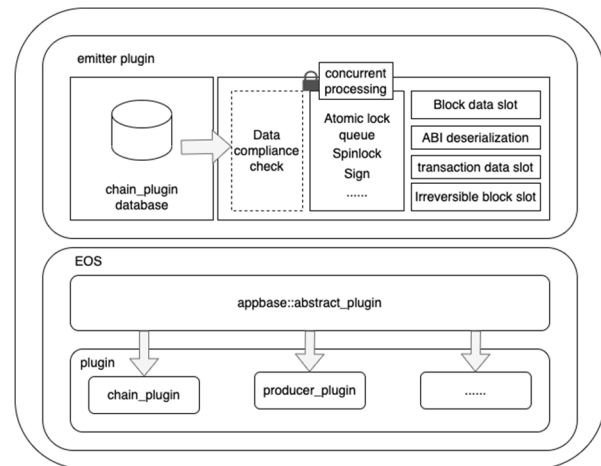 emitter plugin
chain_plugin
database
Data
compliance
check
concurrent
processing
Atomic lock
queue
Spinlock
Sign
......
Block data slot
ABI deserialization
transaction data slot
Irreversible block slot
EOS
appbase::abstract_plugin
plugin
chain_plugin
producer_plugin
......